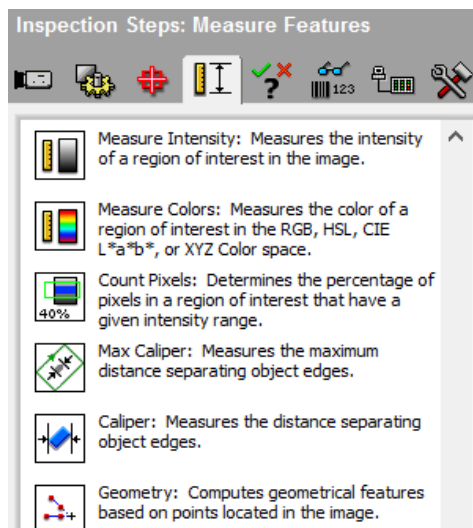 Inspection Steps: Measure Features
?
123
Measure Intensity: Measures the intensity
of a region of interest in the image.
Measure Colors: Measures the color of a
region of interest in the RGB, HSL, CIE
L*a*b*, or XYZ Color space.
Count Pixels: Determines the percentage of
pixels in a region of interest that have a
given intensity range.
40%
Max Caliper: Measures the maximum
distance separating object edges.
Caliper: Measures the distance separating
object edges.
Geometry: Computes geometrical features
based on points located in the image.